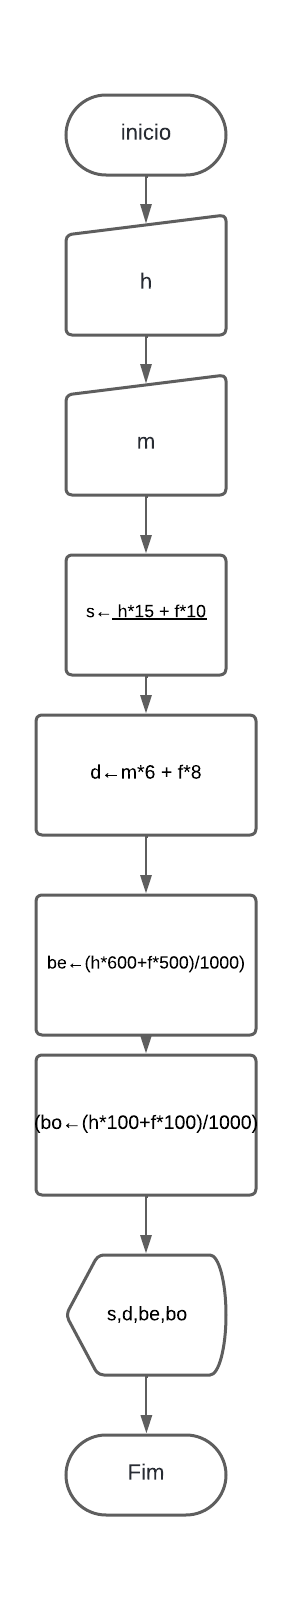 inicio
h
m
s← h*15 + f*10
d←m*6 + f*8
be←(h*600+f*500)/1000)
(bo←(h*100+f*100)/1000)
s,d,be,bo
Fim